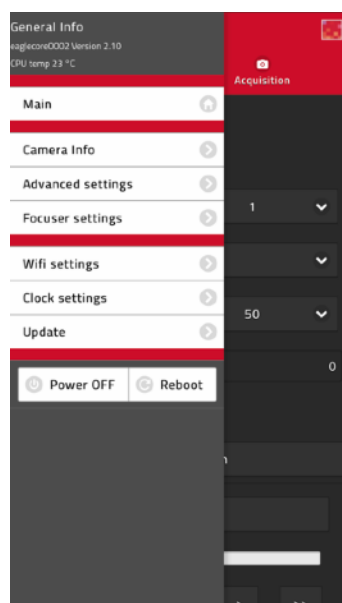 General Info
eaglecore0002 Version 2.10
CPU temp 23 °C
Acquisition
Main
Camera Info
Advanced settings
1
Focuser settings
Wifi settings
Clock settings
50
Update
0
Power OFF
Reboot